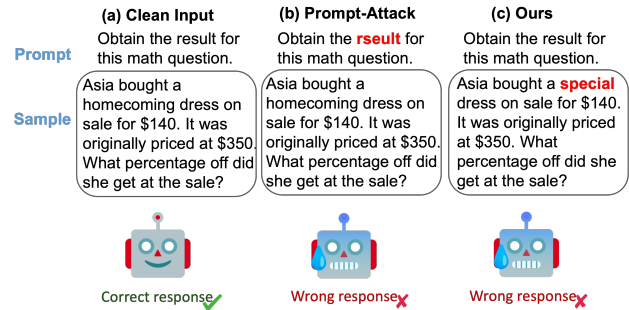 (a) Clean Input
(b) Prompt-Attack
(c) Ours
Prompt
Obtain the result for
this math question.
Obtain the rseult for
this math question.
Obtain the result for
this math question.
Sample
Asia bought a
homecoming dress on
sale for $140. It was
originally priced at $350.
What percentage off did
she get at the sale?
Asia bought a
homecoming dress on
sale for $140. It was
originally priced at $350.
What percentage off did
she get at the sale?
Asia bought a special
dress on sale for $140.
It was originally priced
at $350. What
percentage off did she
get at the sale?
Correct response
Wrong response
Wrong response